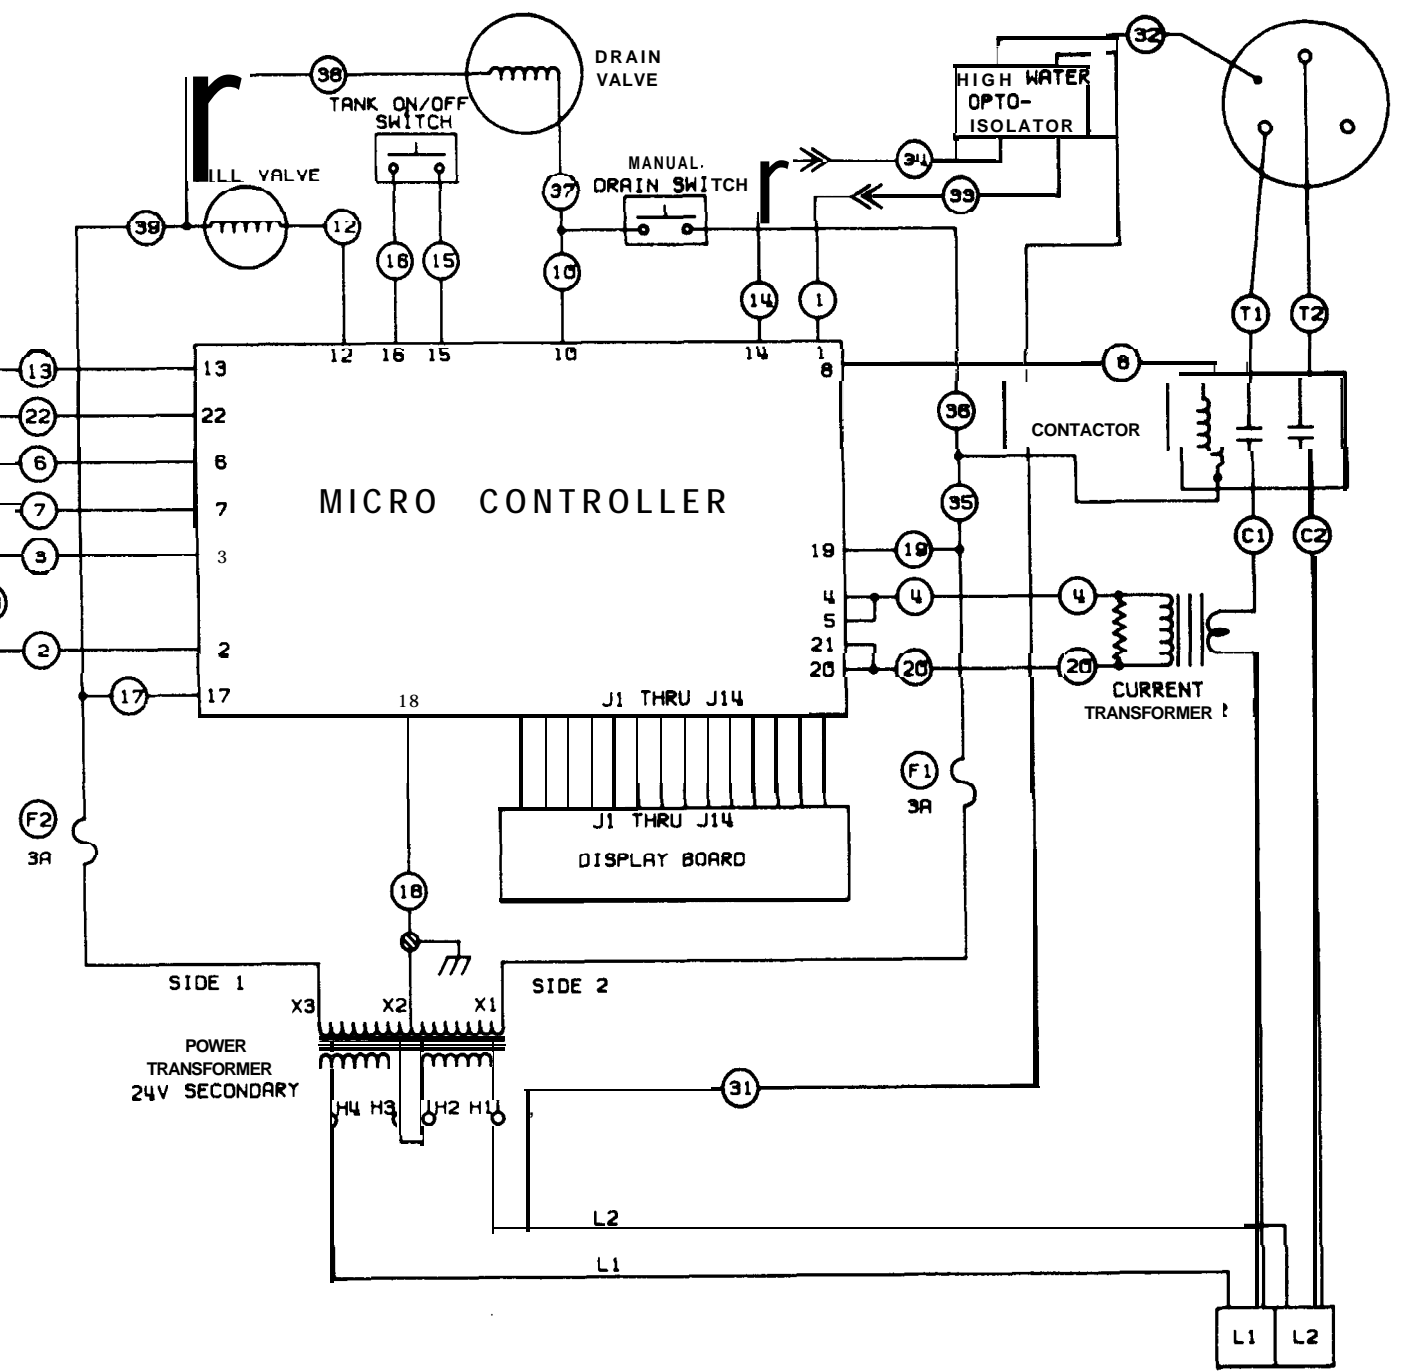 32
DRAIN
VALVE
38
HIGH WATER
OPTO-
ISOLATOR
TANK ON/OFF
SWITCH
MANUAL.
DRAIN SWITCH
34
ILL VALVE
37
33
39
12
16
15
10
14
1
T1
T2
12
16
15
10
14
1
13
13
8
8
22
22
36
CONTACTOR
6
6
7
7
MICRO CONTROLLER
35
3
3
19
19
C1
C2
4
4
4
5
2
2
21
20
20
20
17
17
18
J1 THRU J14
CURRENT
TRANSFORMER
F1
3A
F2
3A
J1 THRU J14
DISPLAY BOARD
18
SIDE 1
SIDE 2
X3
X2
X1
POWER
TRANSFORMER
24V SECONDARY
31
H4 H3
H2 H1
L2
L1
L1
L2